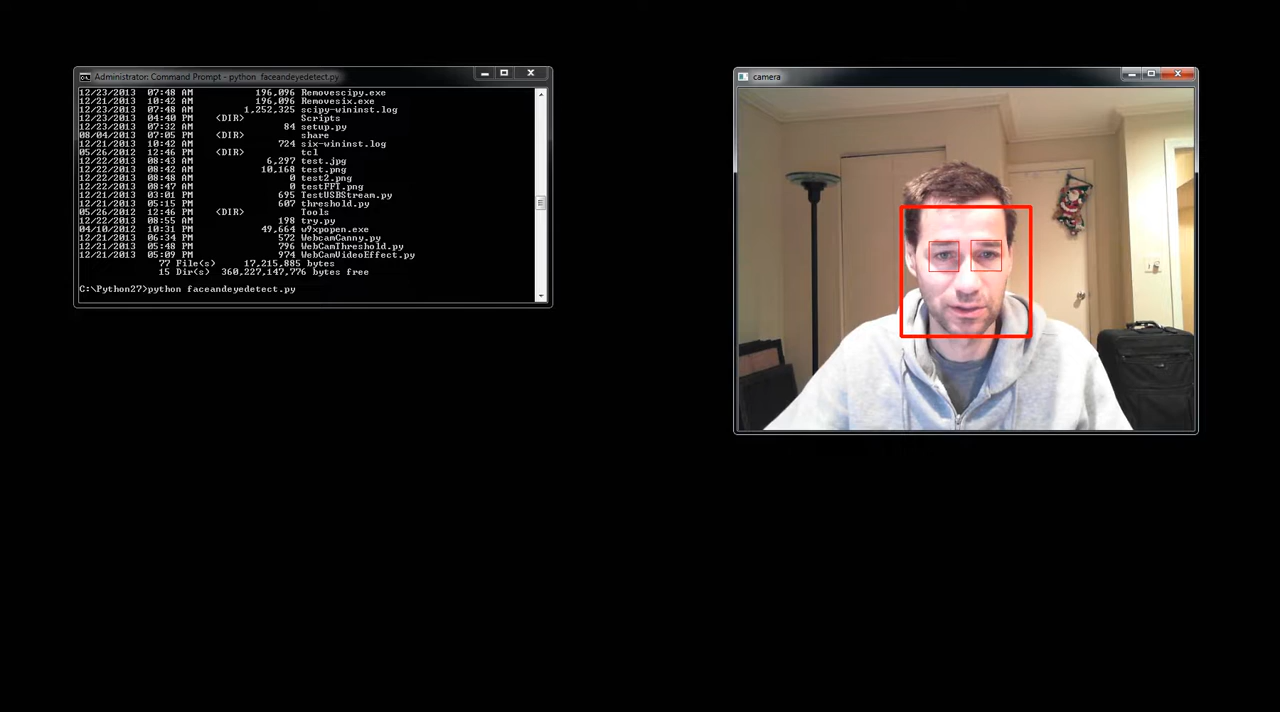 Administrator: Command Prompt - python faceandeyedetect.py
12/23/2013 07:48 AM 196,096 Removescipy.exe
12/21/2013 10:42 AM 196,096 Removesix.exe
12/23/2013 07:48 AM 1,252,325 scipy-wininst.log
12/23/2013 04:40 PM <DIR> Scripts
12/23/2013 07:32 AM 84 setup.py
08/04/2013 07:05 PM <DIR> share
12/21/2013 10:42 AM 724 six-wininst.log
05/26/2012 12:46 PM <DIR> tcl
12/22/2013 08:43 AM 6,297 test.jpg
12/22/2013 08:42 AM 10,168 test.png
12/22/2013 08:48 AM 0 test2.png
12/22/2013 08:47 AM 0 testFFT.png
12/22/2013 03:01 PM 695 TestUSBStream.py
12/21/2013 05:15 PM 607 threshold.py
05/26/2012 12:46 PM <DIR> Tools
12/21/2013 08:55 AM 198 try.py
04/10/2012 10:31 PM 49,664 w9xpopen.exe
12/21/2013 06:34 PM 572 WebcamCanny.py
12/21/2013 05:48 PM 796 WebCamThreshold.py
12/21/2013 05:09 PM 974 WebcamVideoEffect.py
77 File(s) 17,215,885 bytes
15 Dir(s) 360,227,147,776 bytes free
C:\Python27>python faceandeyedetect.py
camera